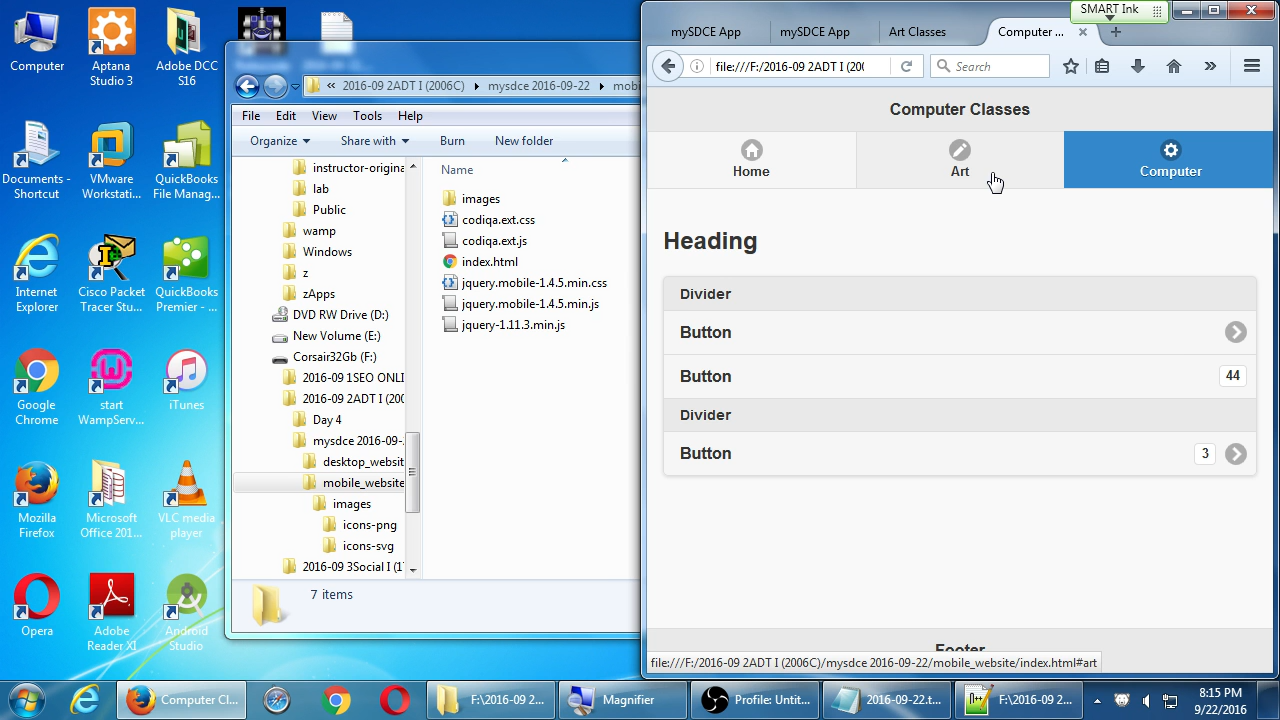 Computer
Aptana
Studio 3
Adobe DCC
S16
Documents -
Shortcut
VMware
Workstati...
QuickBooks
File Manag...
Internet
Explorer
Cisco Packet
Tracer Stu...
QuickBooks
Premier - ...
Google
Chrome
start
WampServ...
iTunes
Mozilla
Firefox
Microsoft
Office 201...
VLC media
player
Opera
Adobe
Reader XI
Android
Studio
« 2016-09 2ADT I (2006C) mysdce 2016-09-22 mobi
File Edit View Tools Help
Organize Share with Burn New folder
instructor-origina
lab
Public
wamp
Windows
z
zApps
DVD RW Drive (D:)
New Volume (E:)
Corsair32Gb (F:)
2016-09 1SEO ONLI
2016-09 2ADT I (200
Day 4
mysdce 2016-09-
desktop_websit
mobile_website
images
icons-png
icons-svg
2016-09 3Social I (1
Name
images
codiqa.ext.css
codiqa.ext.js
index.html
jquery.mobile-1.4.5.min.css
jquery.mobile-1.4.5.min.js
jquery-1.11.3.min.js
7 items
SMART Ink
mySDCE App mySDCE App Art Classes Computer ...
file:///F:/2016-09 2ADT I (200 Search
Computer Classes
Home Art Computer
Heading
Divider
Button
Button 44
Divider
Button 3
Footer
file:///F:/2016-09 2ADT I (2006C)/mysdce 2016-09-22/mobile_website/index.html#art
Computer Cl...
F:\2016-09 2...
Magnifier
Profile: Untit...
2016-09-22.t...
F:\2016-09 2...
8:15 PM
9/22/2016